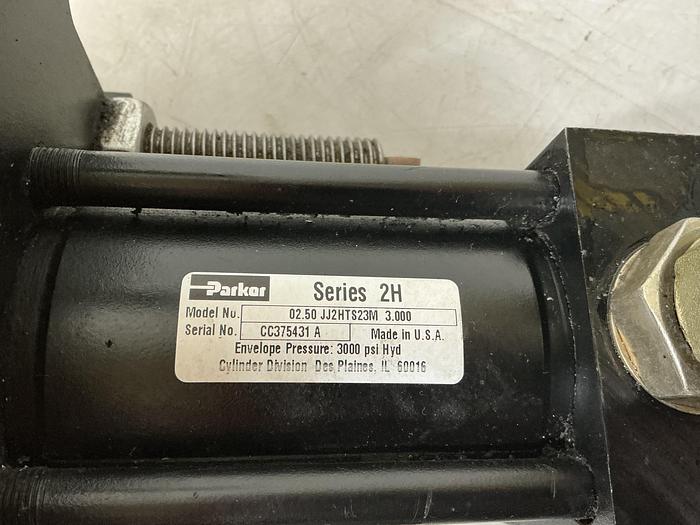 Parker Series 2H
Model No. 02.50 JJ2HTS23M 3.000
Serial No. CC375431 A Made in U.S.A.
Envelope Pressure: 3000 psi Hyd
Cylinder Division Des Plaines, IL 60016